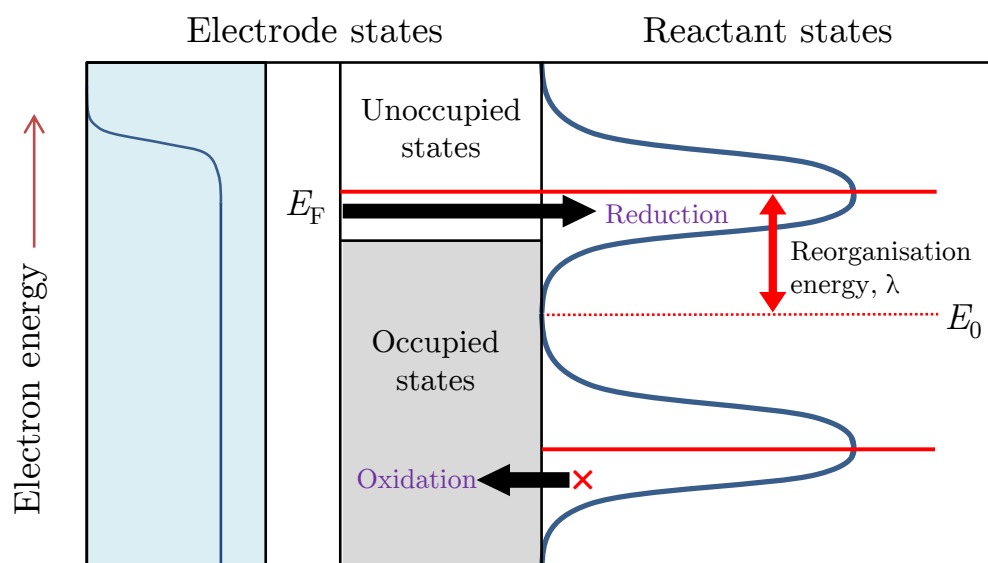 Electrode states
Reactant states
Electron energy
Unoccupied
states
E_F
Reduction
Reorganisation
energy, λ
E_0
Occupied
states
Oxidation